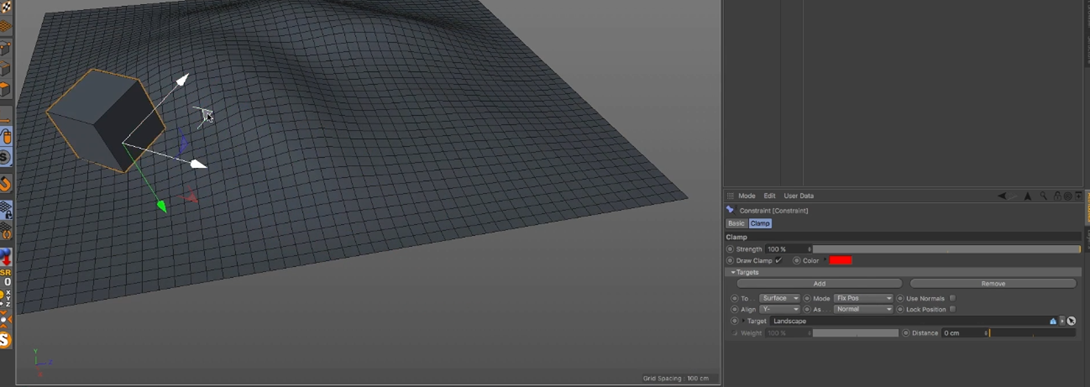 Mode Edit User Data
Constraint [Constraint]
Basic Clamp
Clamp
Strength 100 %
Draw Clamp Color
Targets
Add Remove
To . . Surface Mode Fix Pos Use Normals
Align Y- As Normal Lock Position
Target Landscape
Weight 100 % Distance 0 cm
SR
0
X
Y
Z
S
S
Y
Z
Grid Spacing : 100 cm